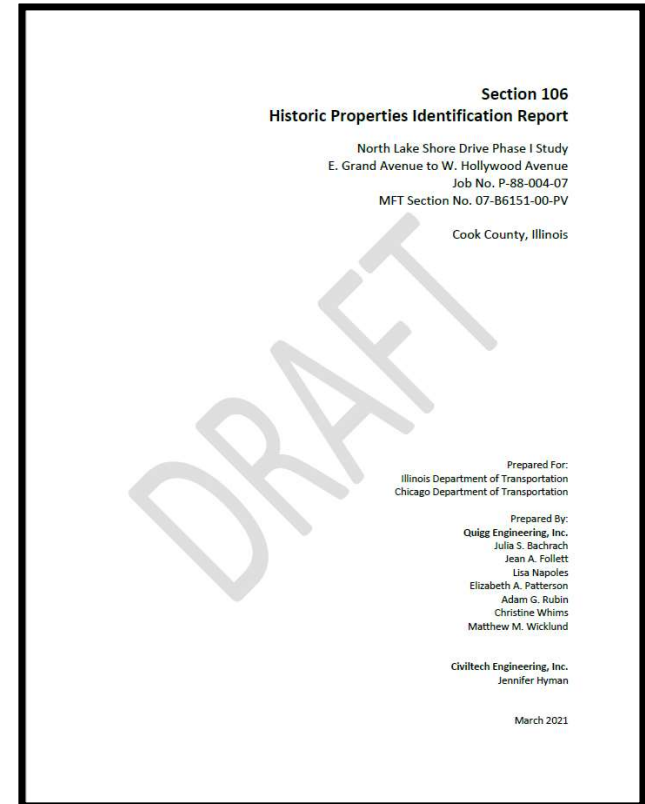 Section 106
Historic Properties Identification Report
North Lake Shore Drive Phase I Study
E. Grand Avenue to W. Hollywood Avenue
Job No. P-88-004-07
MFT Section No. 07-B6151-00-PV
Cook County, Illinois
DRAFT
Prepared For:
Illinois Department of Transportation
Chicago Department of Transportation
Prepared By:
Quigg Engineering, Inc.
Julia S. Bachrach
Jean A. Follett
Lisa Napoles
Elizabeth A. Patterson
Adam G. Rubin
Christine Whims
Matthew M. Wicklund
Civiltech Engineering, Inc.
Jennifer Hyman
March 2021